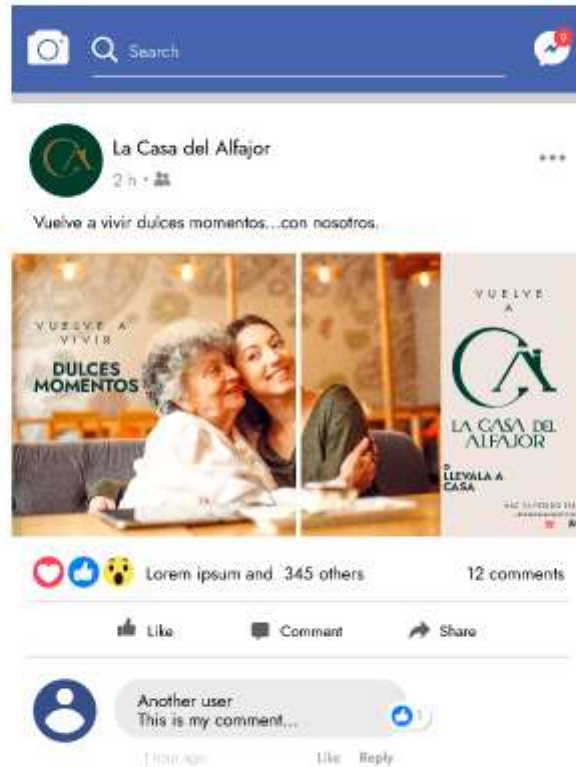 Search
9
La Casa del Alfajor
2 h
Vuelve a vivir dulces momentos...con nosotros.
VUELVE A
VIVIR
DULCES
MOMENTOS
VUELVE
A
CA
LA CASA DEL
ALFAJOR
O
LLEVALA A
CASA
Lorem ipsum and 345 others
12 comments
Like
Comment
Share
Another user
This is my comment...
1
1 hour ago
Like Reply